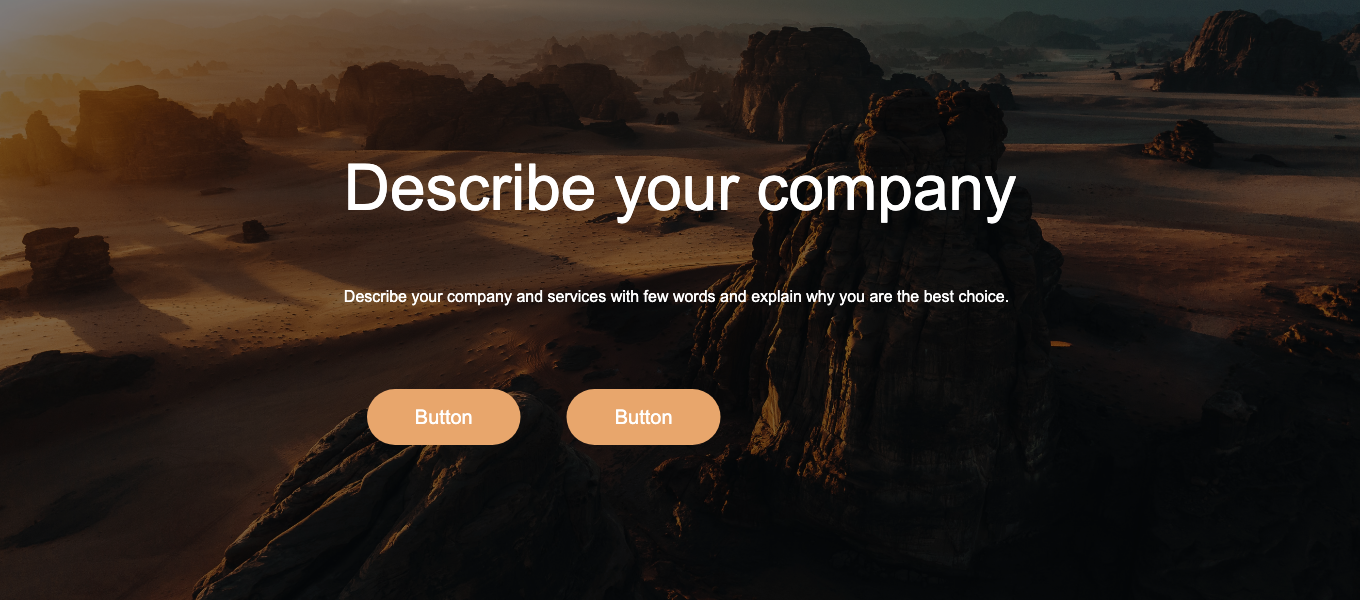 Describe your company
Describe your company and services with few words and explain why you are the best choice.
Button Button